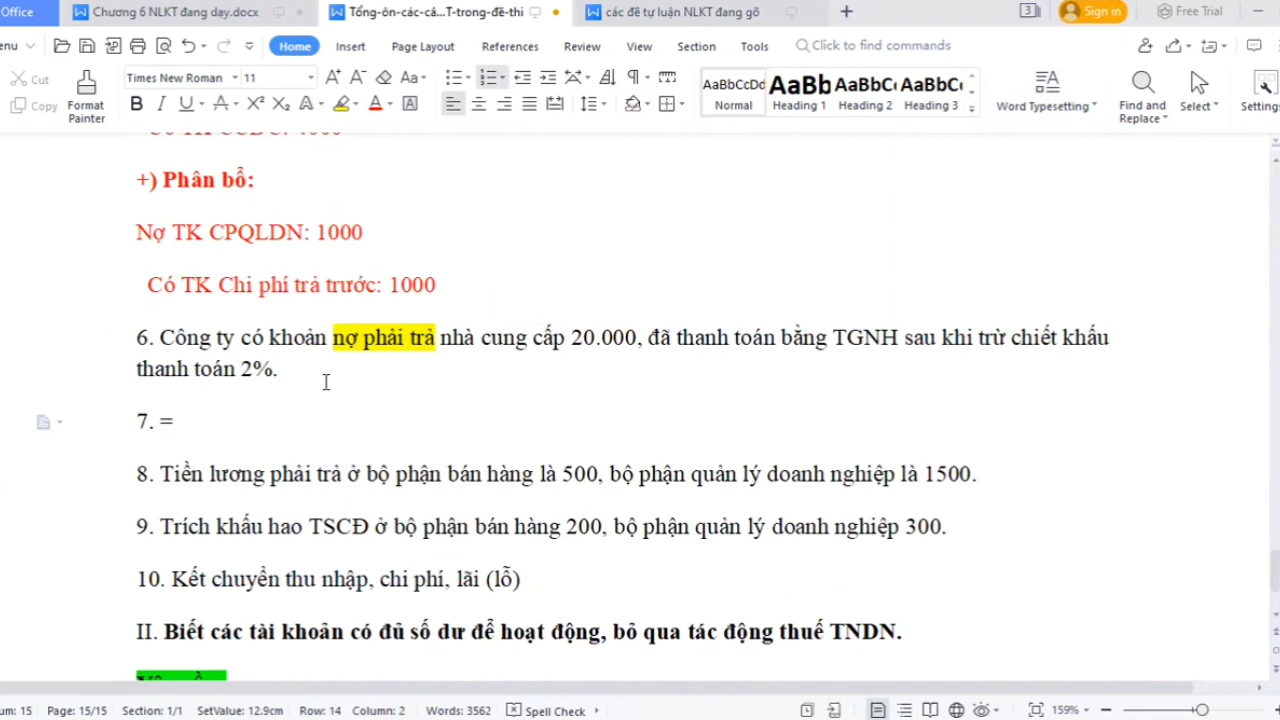 Office
Chương 6 NLKT đang dạy.docx
Tổng-ôn-các-câ...T-trong-đề-thi
các đề tự luận NLKT đang gõ
3
Sign in
Free Trial
enu
Home
Insert
Page Layout
References
Review
View
Section
Tools
Click to find commands
Cut
Copy
Format Painter
Times New Roman
11
AaBbCcDd
Normal
AaBb
Heading 1
AaBbC
Heading 2
AaBbC
Heading 3
Word Typesetting
Find and Replace
Select
Settings
+) Phân bổ:
Nợ TK CPQLDN: 1000
Có TK Chi phí trả trước: 1000
6. Công ty có khoản nợ phải trả nhà cung cấp 20.000, đã thanh toán bằng TGNH sau khi trừ chiết khấu
thanh toán 2%.
7. =
8. Tiền lương phải trả ở bộ phận bán hàng là 500, bộ phận quản lý doanh nghiệp là 1500.
9. Trích khấu hao TSCĐ ở bộ phận bán hàng 200, bộ phận quản lý doanh nghiệp 300.
10. Kết chuyển thu nhập, chi phí, lãi (lỗ)
II. Biết các tài khoản có đủ số dư để hoạt động, bỏ qua tác động thuế TNDN.
um: 15
Page: 15/15
Section: 1/1
SetValue: 12.9cm
Row: 14
Column: 2
Words: 3562
Spell Check
159%